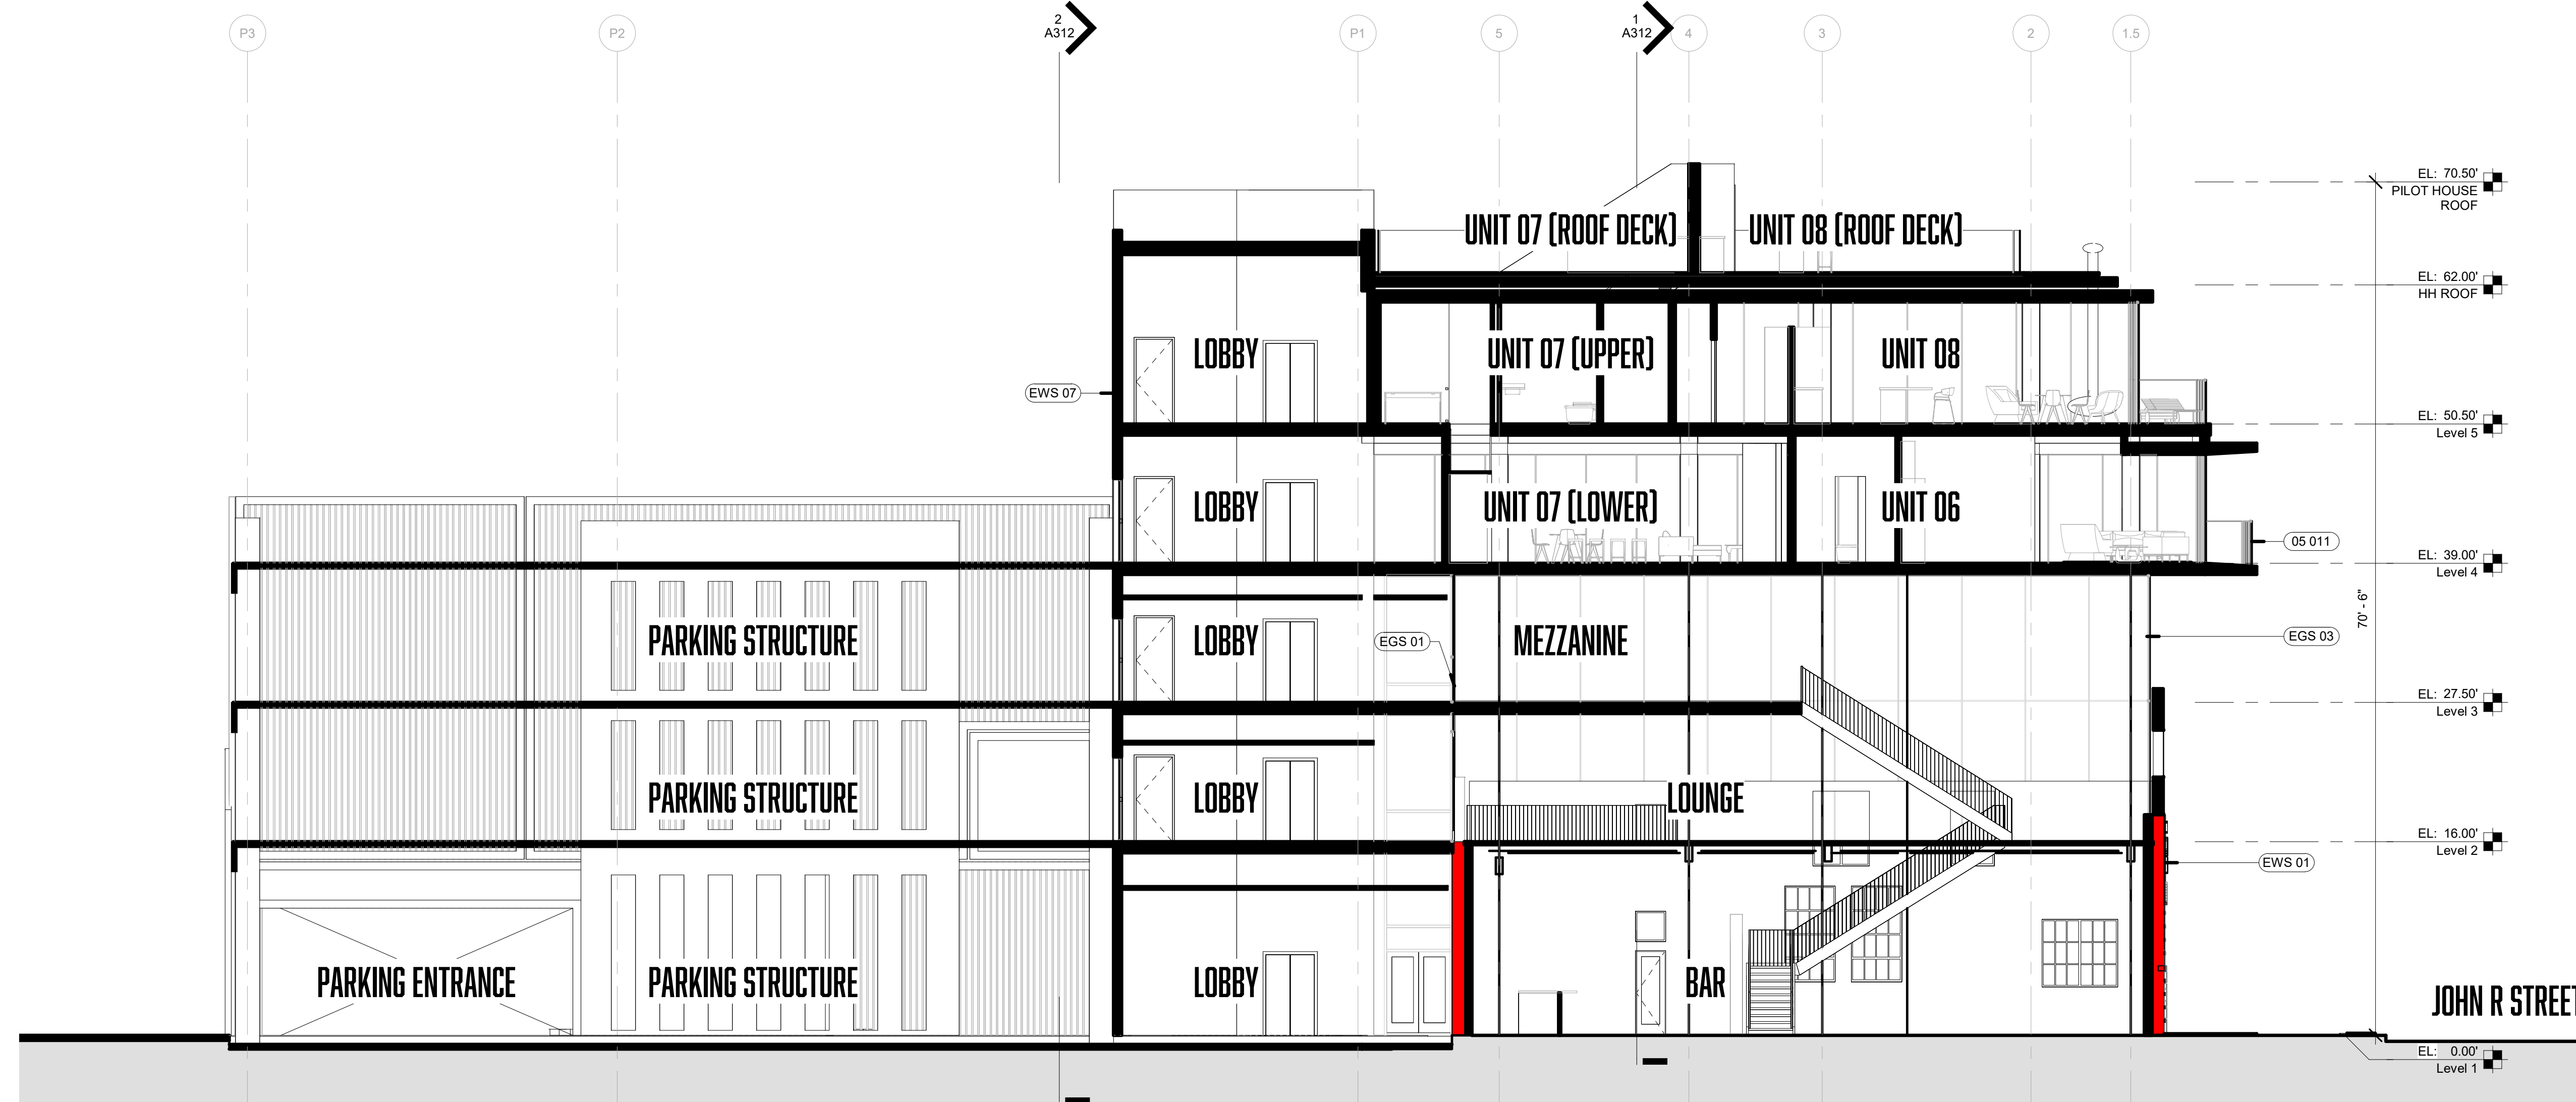 P3
P2
2
A312
P1
5
1
A312
4
3
2
1.5
EL: 70.50'
PILOT HOUSE
ROOF
UNIT 07 (ROOF DECK)
UNIT 08 (ROOF DECK)
EL: 62.00'
HH ROOF
LOBBY
UNIT 07 (UPPER)
UNIT 08
EWS 07
EL: 50.50'
Level 5
LOBBY
UNIT 07 (LOWER)
UNIT 06
05 011
EL: 39.00'
Level 4
70' - 6"
PARKING STRUCTURE
LOBBY
EGS 01
MEZZANINE
EGS 03
EL: 27.50'
Level 3
PARKING STRUCTURE
LOBBY
LOUNGE
EL: 16.00'
Level 2
EWS 01
PARKING ENTRANCE
PARKING STRUCTURE
LOBBY
BAR
JOHN R STREET
EL: 0.00'
Level 1